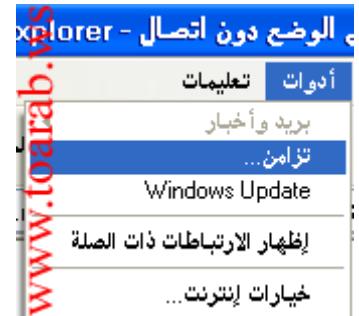 ي الوضع دون اتصال - xplorer
أدوات تعليمات
بريد وأخبار
تزامن...
Windows Update
إظهار الارتباطات ذات الصلة
خيارات إنترنت...
www.toarab.ws